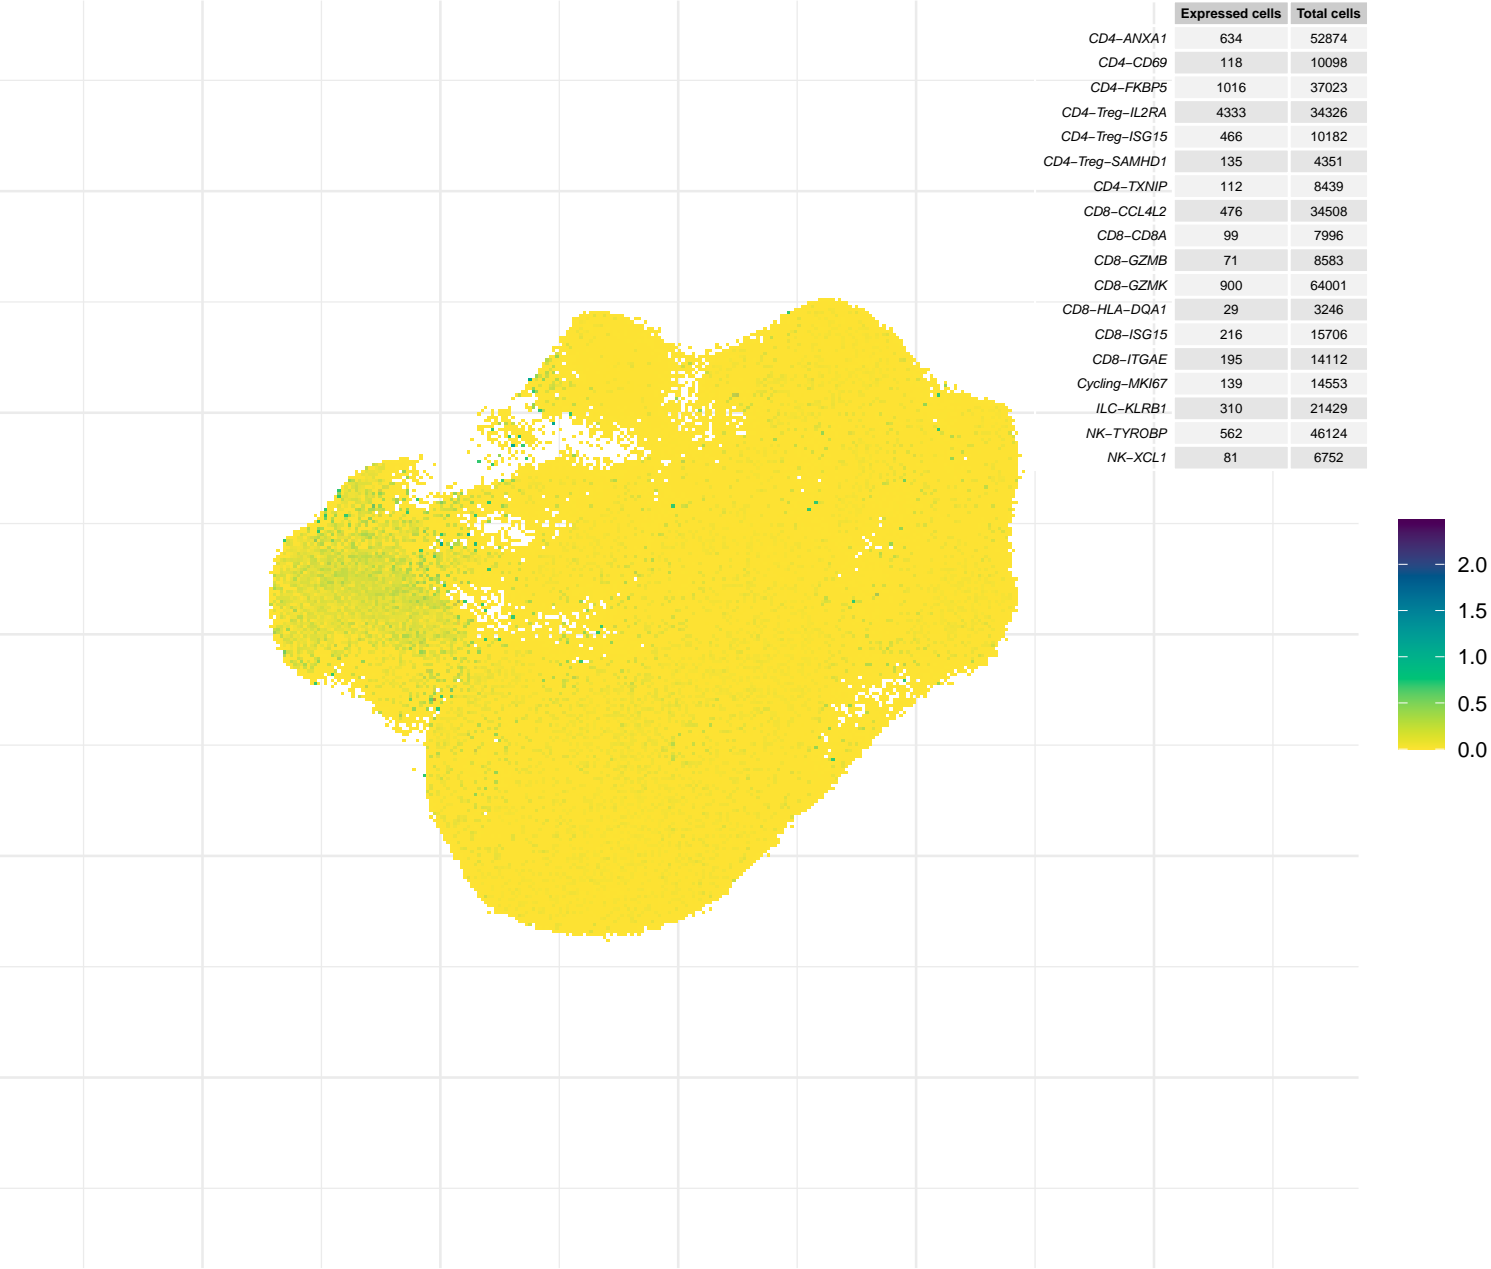 Expressed cells Total cells
CD4−ANXA1 634 52874
CD4−CD69 118 10098
CD4−FKBP5 1016 37023
CD4−Treg−IL2RA 4333 34326
CD4−Treg−ISG15 466 10182
CD4−Treg−SAMHD1 135 4351
CD4−TXNIP 112 8439
CD8−CCL4L2 476 34508
CD8−CD8A 99 7996
CD8−GZMB 71 8583
CD8−GZMK 900 64001
CD8−HLA−DQA1 29 3246
CD8−ISG15 216 15706
CD8−ITGAE 195 14112
Cycling−MKI67 139 14553
ILC−KLRB1 310 21429
NK−TYROBP 562 46124
NK−XCL1 81 6752
2.0
1.5
1.0
0.5
0.0